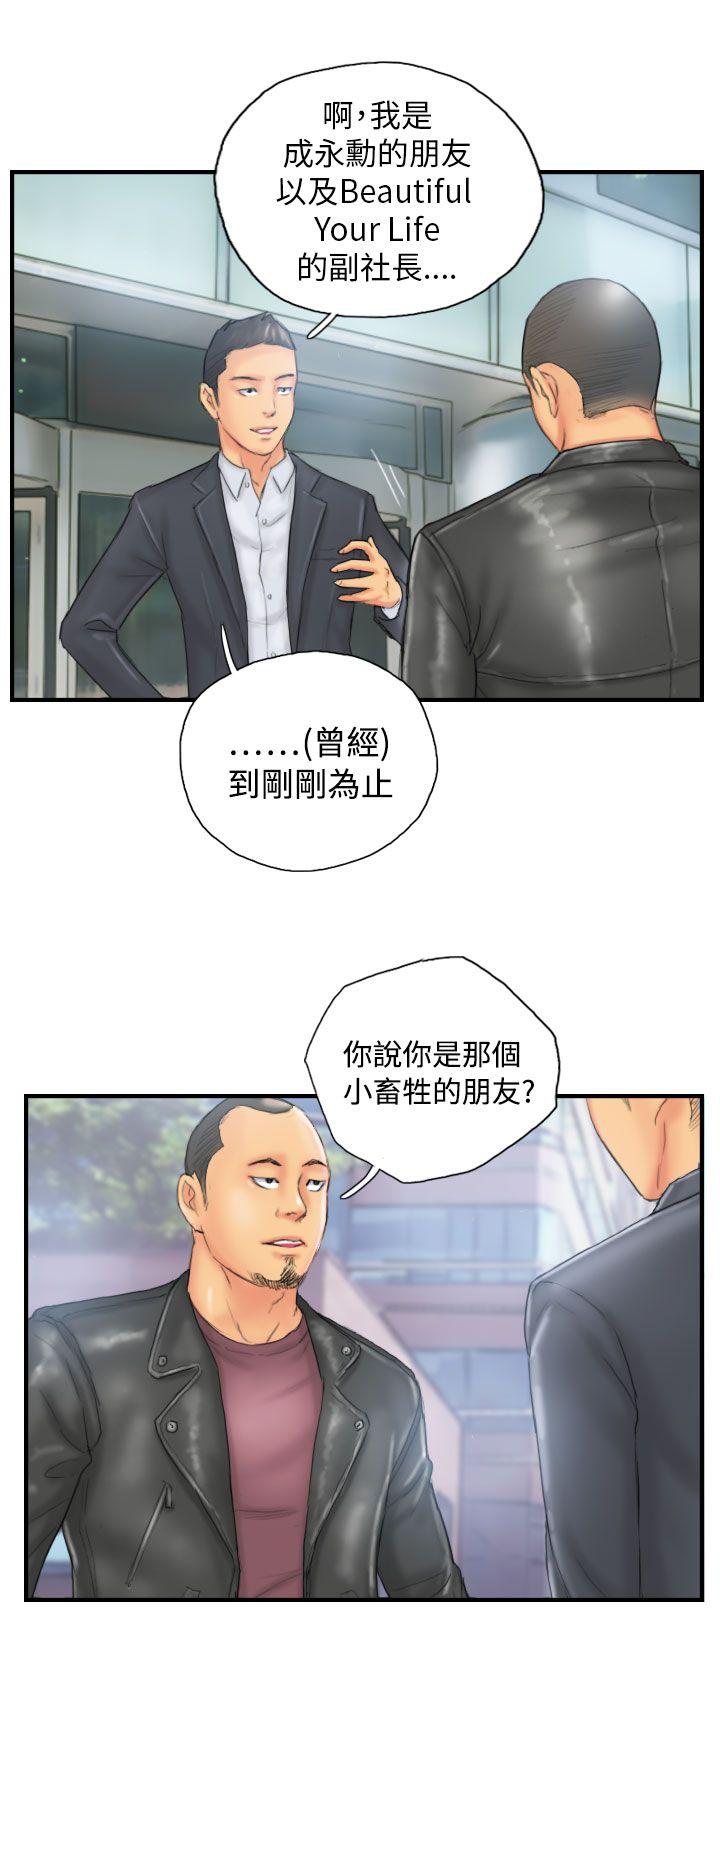 啊，我是
成永勳的朋友
以及Beautiful
Your Life
的副社長....
……(曾經)
到剛剛為止
你說你是那個
小畜牲的朋友?